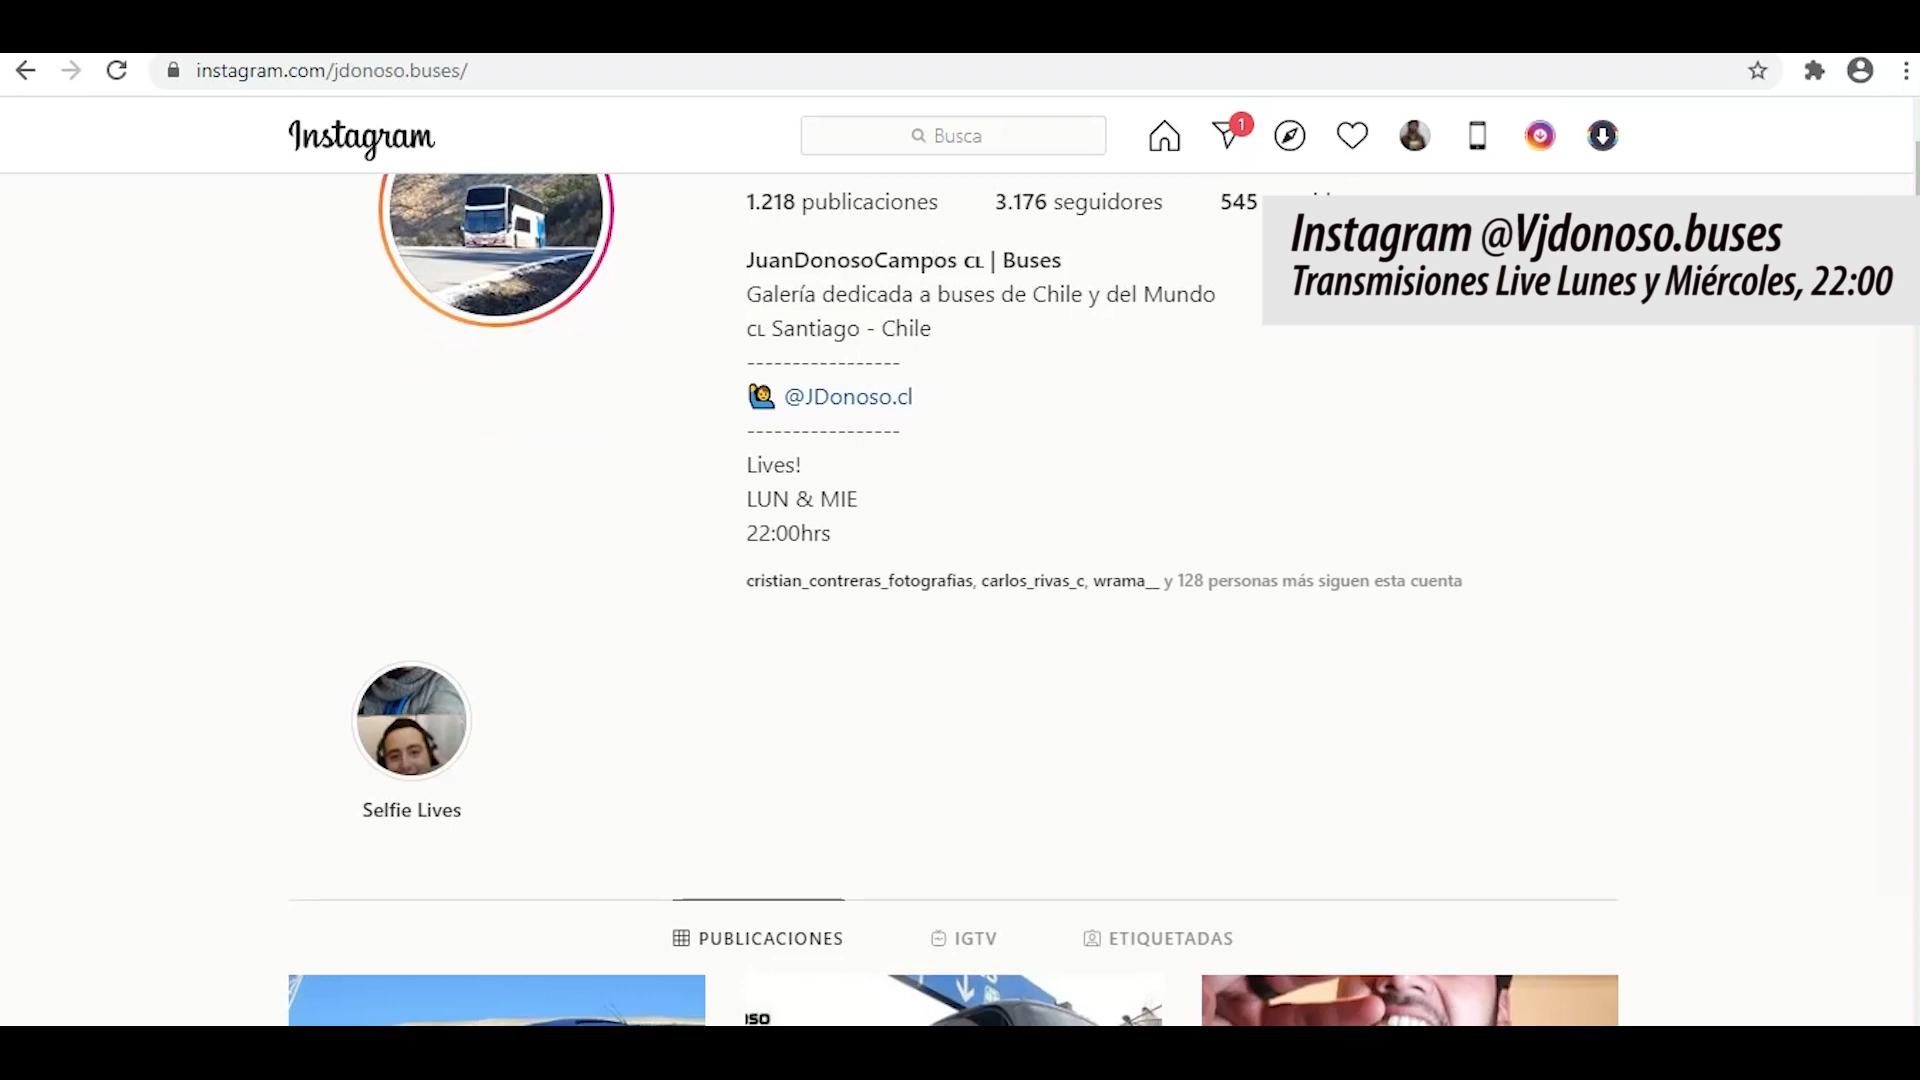 instagram.com/jdonoso.buses/
Instagram
Busca
1
1.218 publicaciones 3.176 seguidores 545
Instagram @Vjdonoso.buses
Transmisiones Live Lunes y Miércoles, 22:00
JuanDonosoCampos CL | Buses
Galería dedicada a buses de Chile y del Mundo
CL Santiago - Chile
-----------------
@JDonoso.cl
-----------------
Lives!
LUN & MIE
22:00hrs
cristian_contreras_fotografias, carlos_rivas_c, wrama__ y 128 personas más siguen esta cuenta
Selfie Lives
PUBLICACIONES IGTV ETIQUETADAS